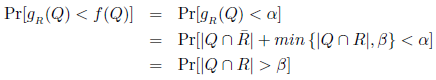 Pr[g_R(Q) < f(Q)] = Pr[g_R(Q) < α]
= Pr[|Q ∩ R̄| + min {|Q ∩ R|, β} < α]
= Pr[|Q ∩ R| > β]